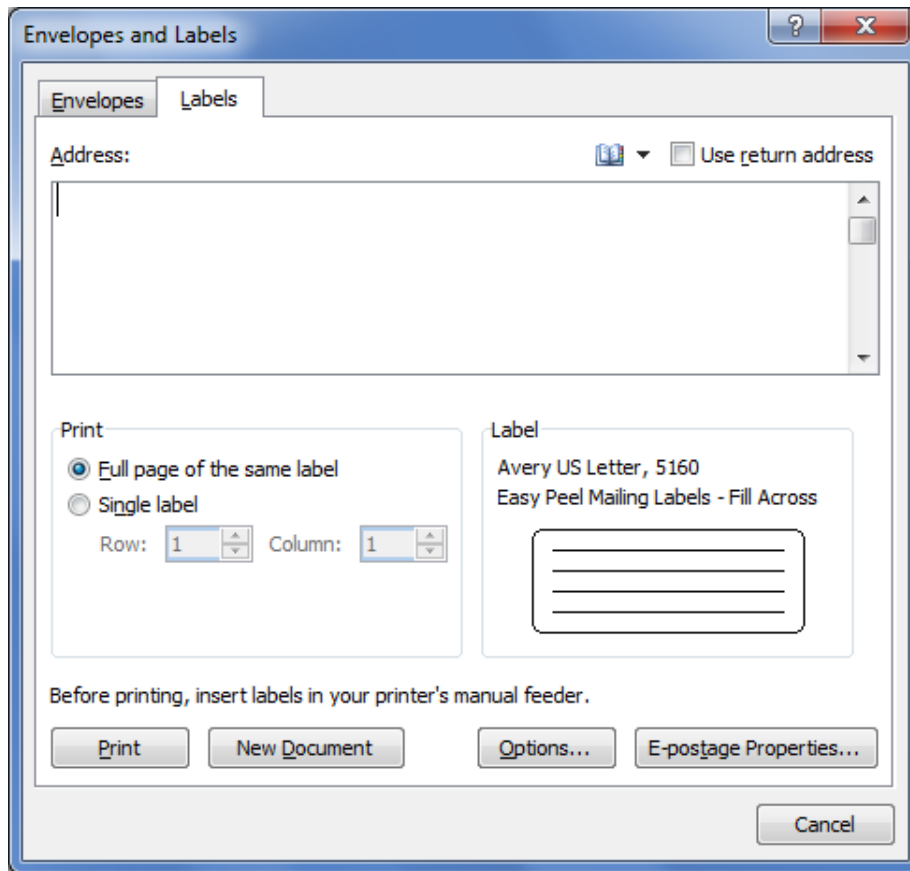 Envelopes and Labels
?
X
Envelopes
Labels
Address:
Use return address
Print
Full page of the same label
Single label
Row: 1 Column: 1
Label
Avery US Letter, 5160
Easy Peel Mailing Labels - Fill Across
Before printing, insert labels in your printer's manual feeder.
Print
New Document
Options...
E-postage Properties...
Cancel